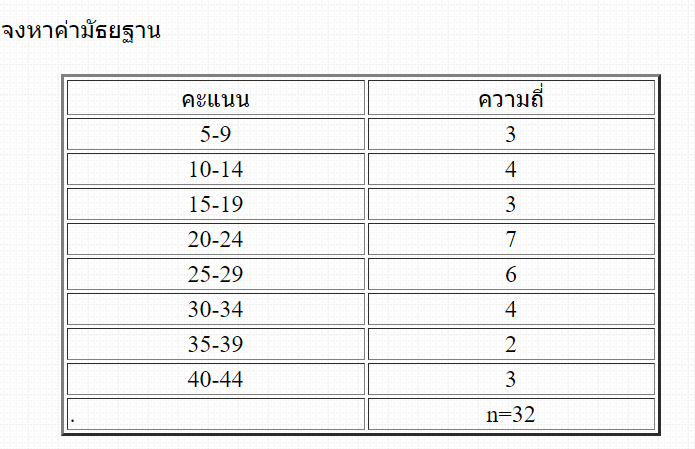 จงหาค่ามัธยฐาน
คะแนน ความถี่
5-9 3
10-14 4
15-19 3
20-24 7
25-29 6
30-34 4
35-39 2
40-44 3
. n=32